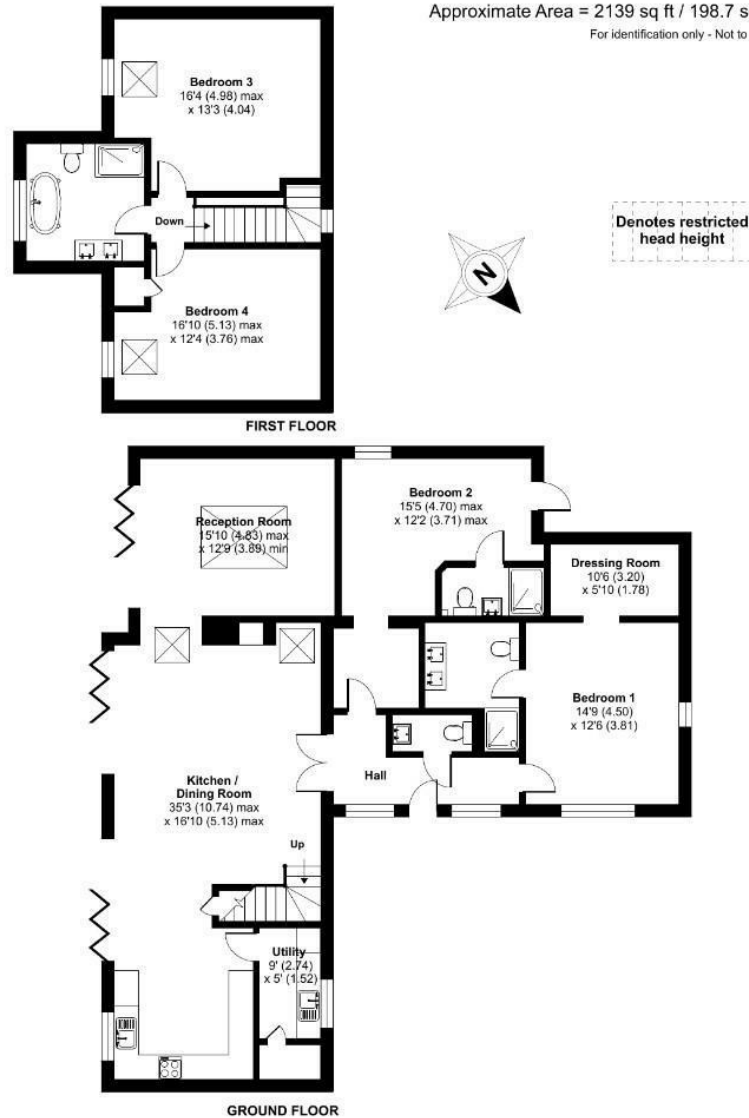 Approximate Area = 2139 sq ft / 198.7 s
For identification only - Not to
Bedroom 3
16'4 (4.98) max
x 13'3 (4.04)
Down
N
Denotes restricted
head height
Bedroom 4
16'10 (5.13) max
x 12'4 (3.76) max
FIRST FLOOR
Reception Room
15'10 (4.83) max
x 12'9 (3.89) min
Bedroom 2
15'5 (4.70) max
x 12'2 (3.71) max
Dressing Room
10'6 (3.20)
x 5'10 (1.78)
Bedroom 1
14'9 (4.50)
x 12'6 (3.81)
Hall
Kitchen /
Dining Room
35'3 (10.74) max
x 16'10 (5.13) max
Up
Utility
9' (2.74)
x 5' (1.52)
GROUND FLOOR